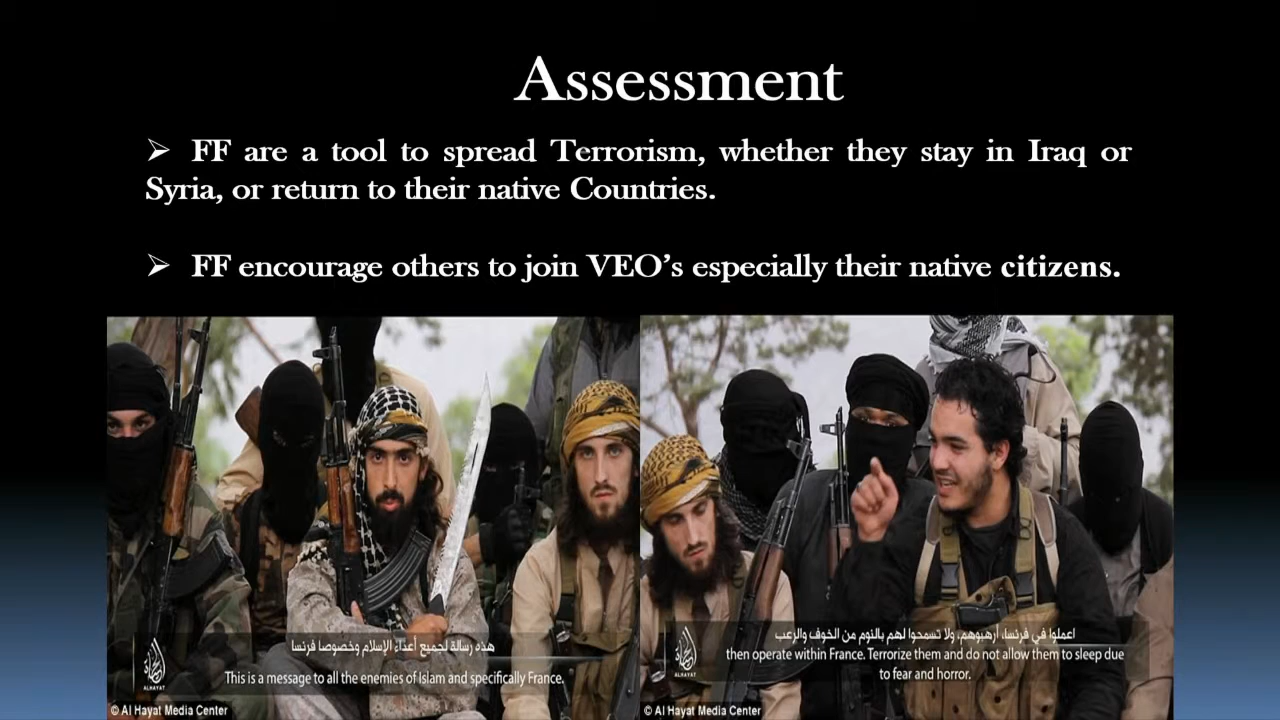 Assessment
➢ FF are a tool to spread Terrorism, whether they stay in Iraq or
Syria, or return to their native Countries.
➢ FF encourage others to join VEO’s especially their native citizens.
هذه رسالة لجميع أعداء الإسلام وخصوصا فرنسا
This is a message to all the enemies of Islam and specifically France.
ALHAYAT
© Al Hayat Media Center
اعملوا في فرنسا، أرهبوهم، ولا تسمحوا لهم بالنوم من الخوف والرعب
then operate within France. Terrorize them and do not allow them to sleep due
to fear and horror.
ALHAYAT
© Al Hayat Media Center